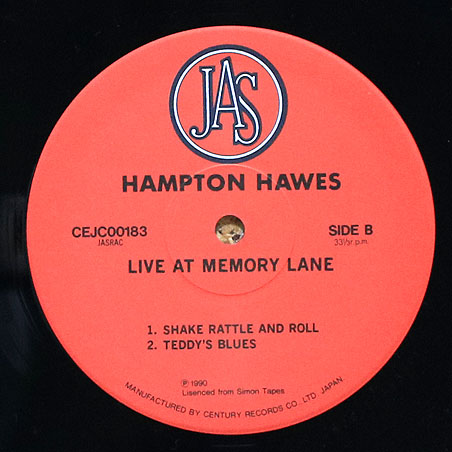 JAS
HAMPTON HAWES
CEJC00183
JASRAC
SIDE B
33⅓r.p.m.
LIVE AT MEMORY LANE
1. SHAKE RATTLE AND ROLL
2. TEDDY'S BLUES
℗ 1990
Lisenced from Simon Tapes
MANUFACTURED BY CENTURY RECORDS CO. LTD. JAPAN